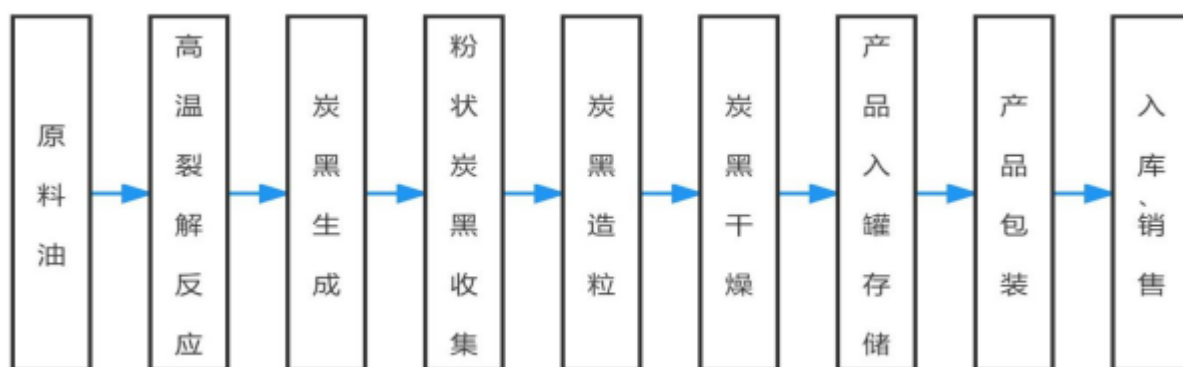 原料油
高温裂解反应
炭黑生成
粉状炭黑收集
炭黑造粒
炭黑干燥
产品入罐存储
产品包装
入库、销售